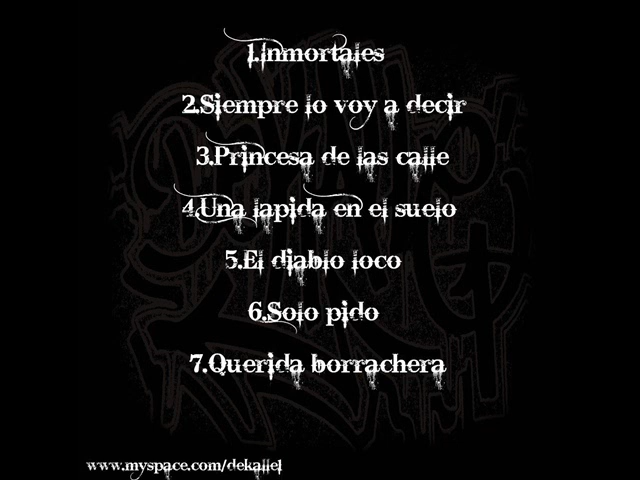 1.Inmortales
2.Siempre lo voy a decir
3.Princesa de las calle
4.Una lapida en el suelo
5.El diablo loco
6.Solo pido
7.Querida borrachera
www.myspace.com/dekallel